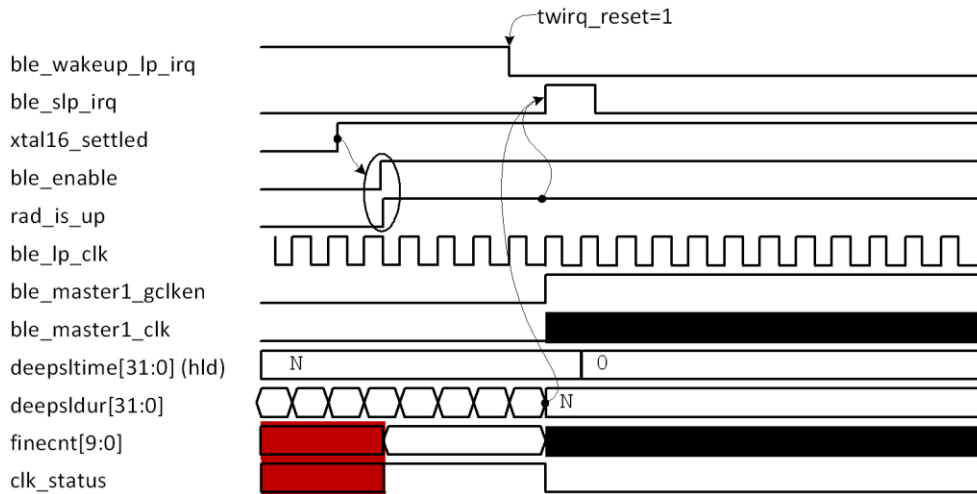 twirq_reset=1
ble_wakeup_lp_irq
ble_slp_irq
xtal16_settled
ble_enable
rad_is_up
ble_lp_clk
ble_master1_gclken
ble_master1_clk
deepsltime[31:0] (hld) N 0
deepsldur[31:0] N
finecnt[9:0]
clk_status